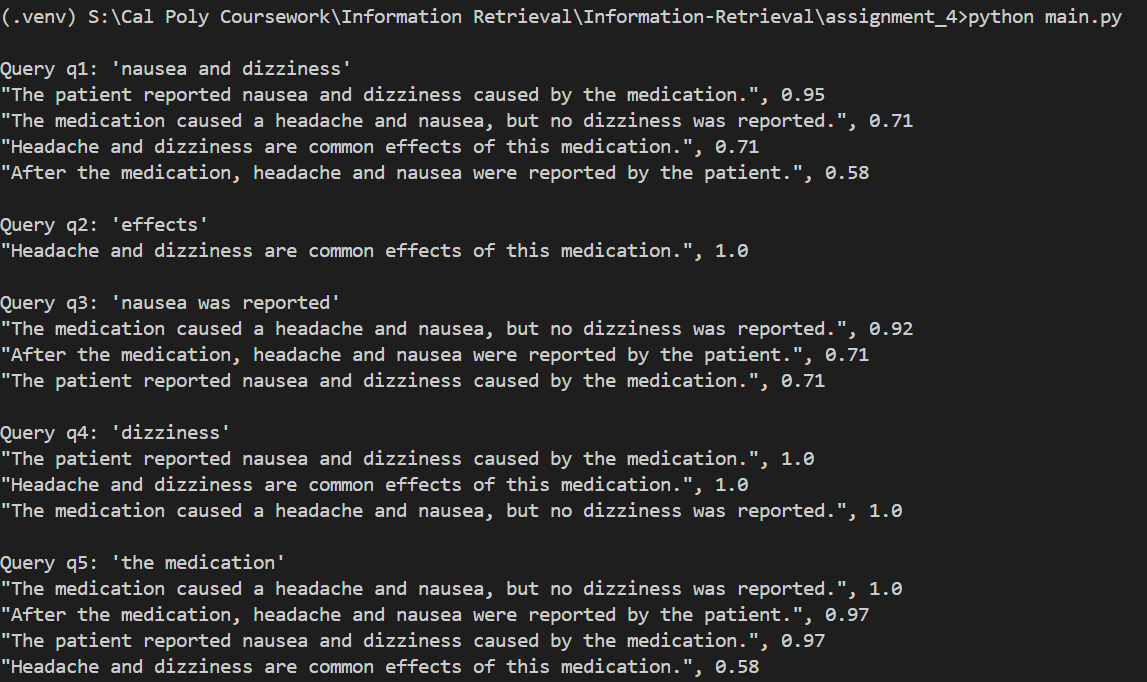 (.venv) S:\Cal Poly Coursework\Information Retrieval\Information-Retrieval\assignment_4>python main.py
Query q1: 'nausea and dizziness'
"The patient reported nausea and dizziness caused by the medication.", 0.95
"The medication caused a headache and nausea, but no dizziness was reported.", 0.71
"Headache and dizziness are common effects of this medication.", 0.71
"After the medication, headache and nausea were reported by the patient.", 0.58
Query q2: 'effects'
"Headache and dizziness are common effects of this medication.", 1.0
Query q3: 'nausea was reported'
"The medication caused a headache and nausea, but no dizziness was reported.", 0.92
"After the medication, headache and nausea were reported by the patient.", 0.71
"The patient reported nausea and dizziness caused by the medication.", 0.71
Query q4: 'dizziness'
"The patient reported nausea and dizziness caused by the medication.", 1.0
"Headache and dizziness are common effects of this medication.", 1.0
"The medication caused a headache and nausea, but no dizziness was reported.", 1.0
Query q5: 'the medication'
"The medication caused a headache and nausea, but no dizziness was reported.", 1.0
"After the medication, headache and nausea were reported by the patient.", 0.97
"The patient reported nausea and dizziness caused by the medication.", 0.97
"Headache and dizziness are common effects of this medication.", 0.58